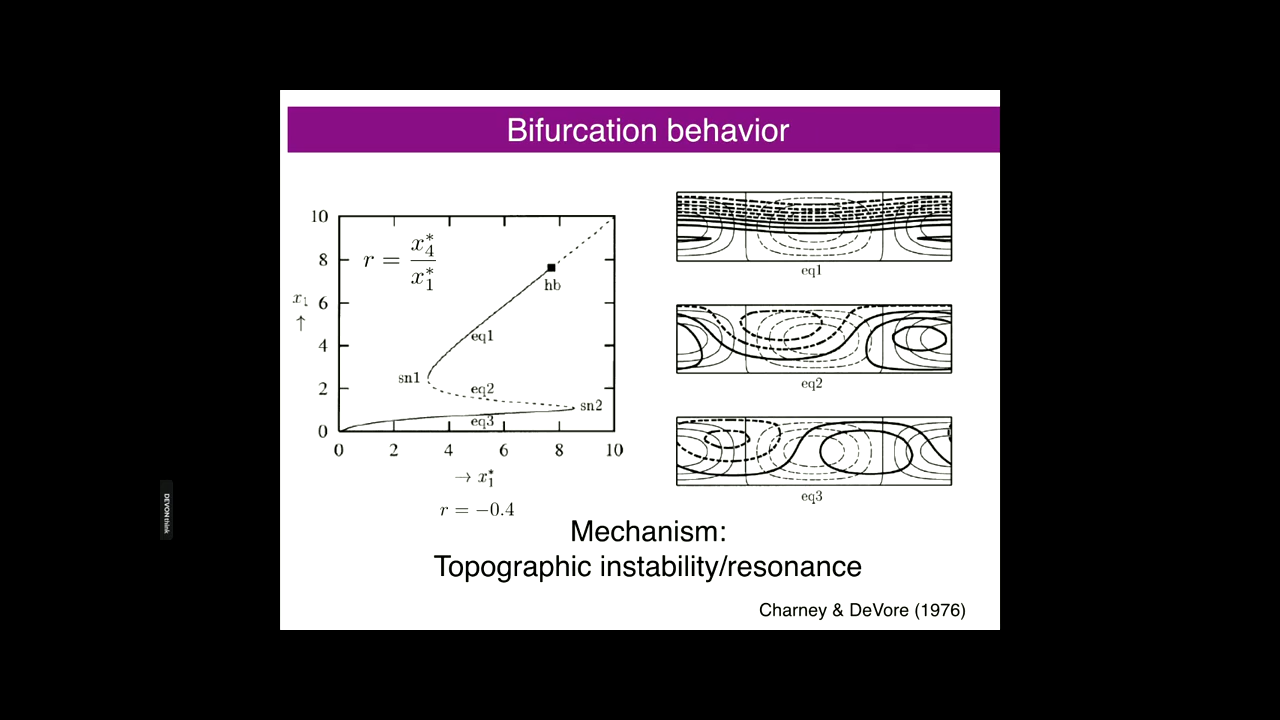 Bifurcation behavior
10
8
6
4
2
0
x₁
↑
r = x₄* / x₁*
hb
eq1
sn1
eq2
sn2
eq3
0 2 4 6 8 10
→ x₁*
r = −0.4
eq1
eq2
eq3
Mechanism:
Topographic instability/resonance
Charney & DeVore (1976)
DEVONthink